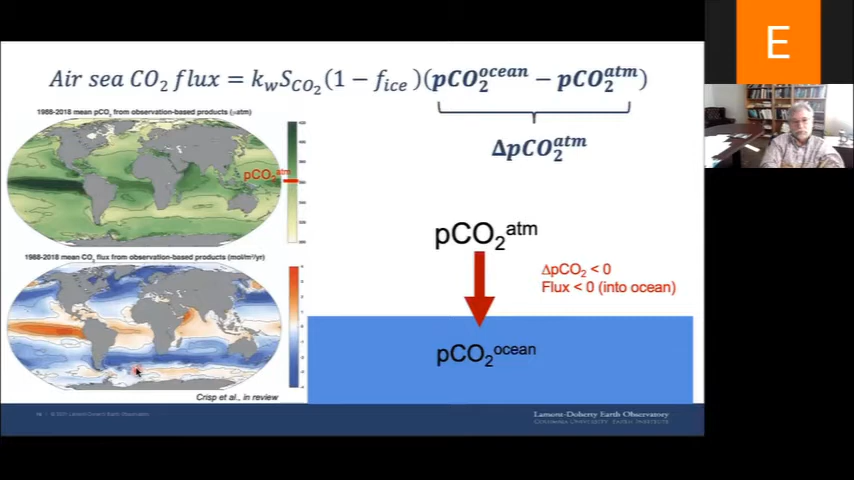 E
Air sea CO₂ flux = k_w S_CO₂ (1 − f_ice)(pCO₂^ocean − pCO₂^atm)
ΔpCO₂^atm
1988-2018 mean pCO₂ from observation-based products (µatm)
pCO₂^atm
pCO₂^atm
ΔpCO₂ < 0
Flux < 0 (into ocean)
1988-2018 mean CO₂ flux from observation-based products (mol/m²/yr)
pCO₂^ocean
Crisp et al., in review
Lamont-Doherty Earth Observatory
Columbia University | Earth Institute